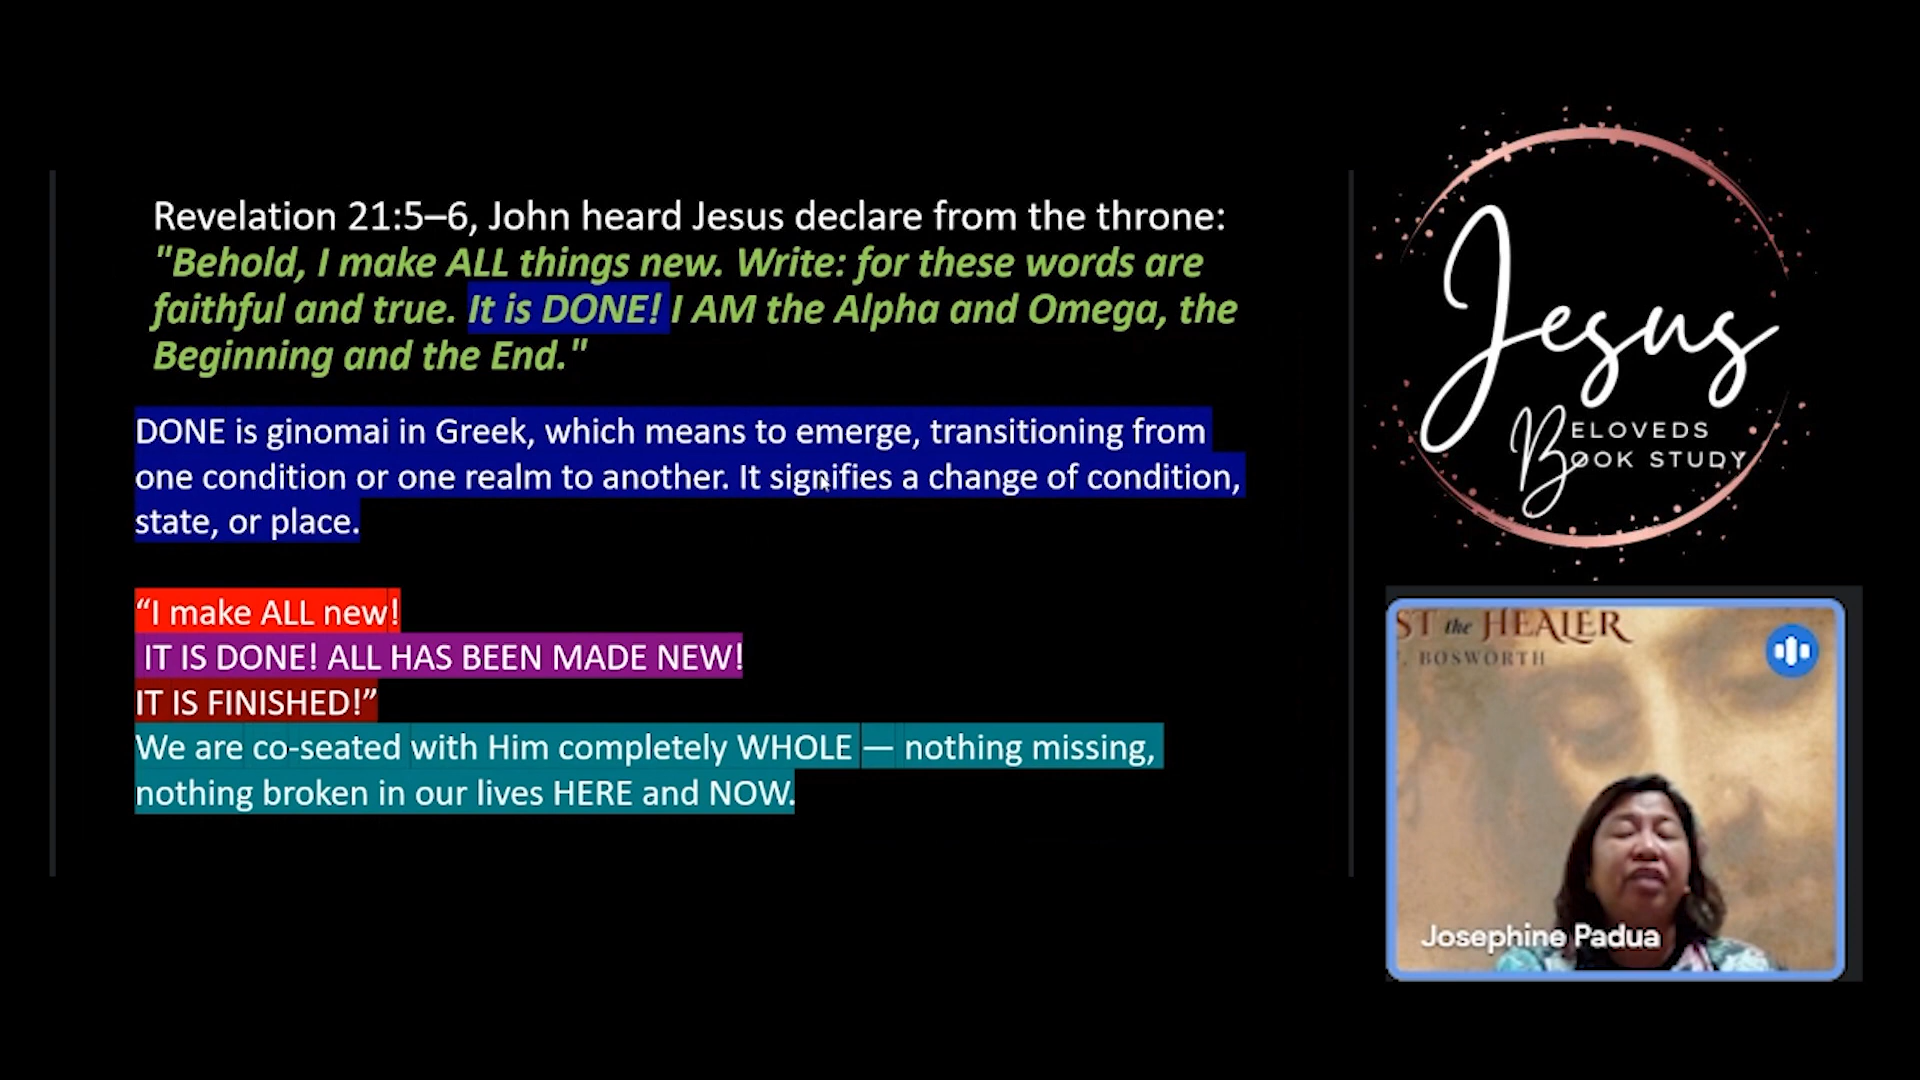 Revelation 21:5–6, John heard Jesus declare from the throne:
"Behold, I make ALL things new. Write: for these words are
faithful and true. It is DONE! I AM the Alpha and Omega, the
Beginning and the End."
DONE is ginomai in Greek, which means to emerge, transitioning from
one condition or one realm to another. It signifies a change of condition,
state, or place.
“I make ALL new!
IT IS DONE! ALL HAS BEEN MADE NEW!
IT IS FINISHED!”
We are co-seated with Him completely WHOLE — nothing missing,
nothing broken in our lives HERE and NOW.
Jesus
BELOVEDS
BOOK STUDY
ST the HEALER
. BOSWORTH
Josephine Padua